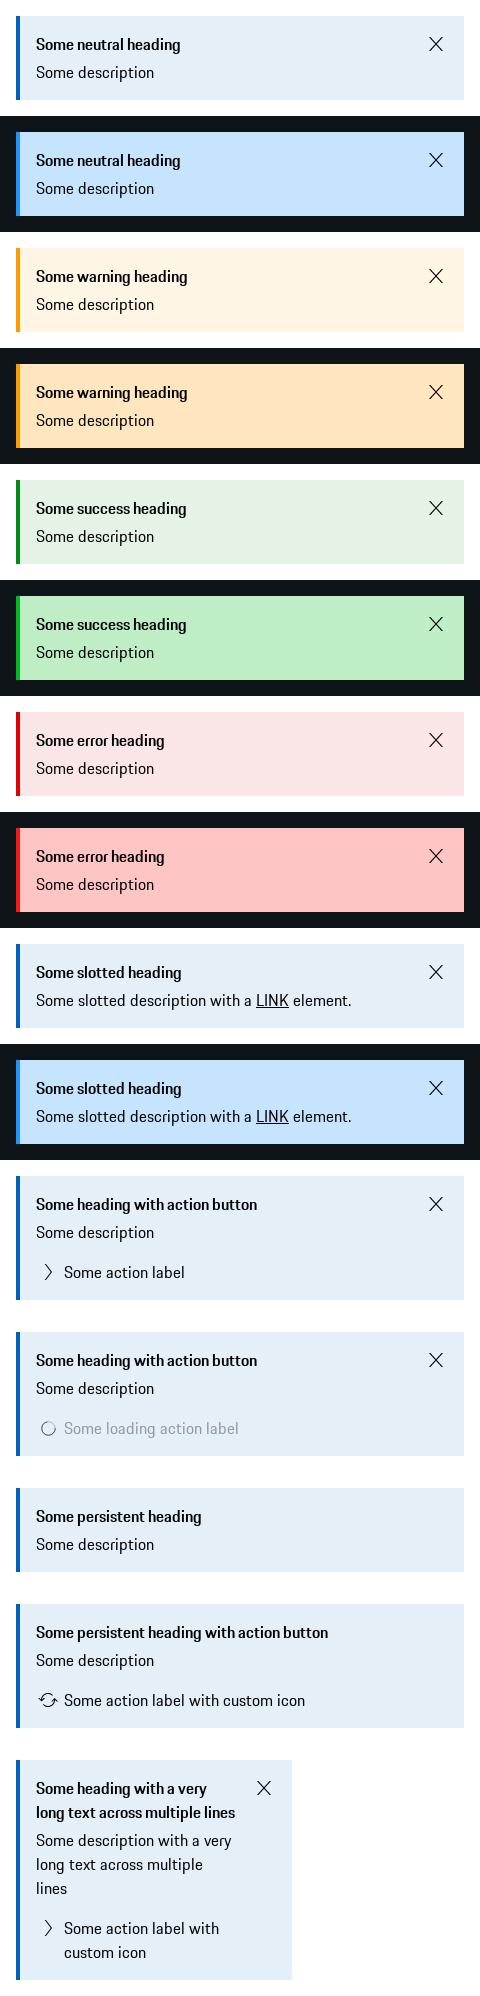 Some neutral heading
Some description
Some neutral heading
Some description
Some warning heading
Some description
Some warning heading
Some description
Some success heading
Some description
Some success heading
Some description
Some error heading
Some description
Some error heading
Some description
Some slotted heading
Some slotted description with a LINK element.
Some slotted heading
Some slotted description with a LINK element.
Some heading with action button
Some description
Some action label
Some heading with action button
Some description
Some loading action label
Some persistent heading
Some description
Some persistent heading with action button
Some description
Some action label with custom icon
Some heading with a very
long text across multiple lines
Some description with a very
long text across multiple
lines
Some action label with
custom icon